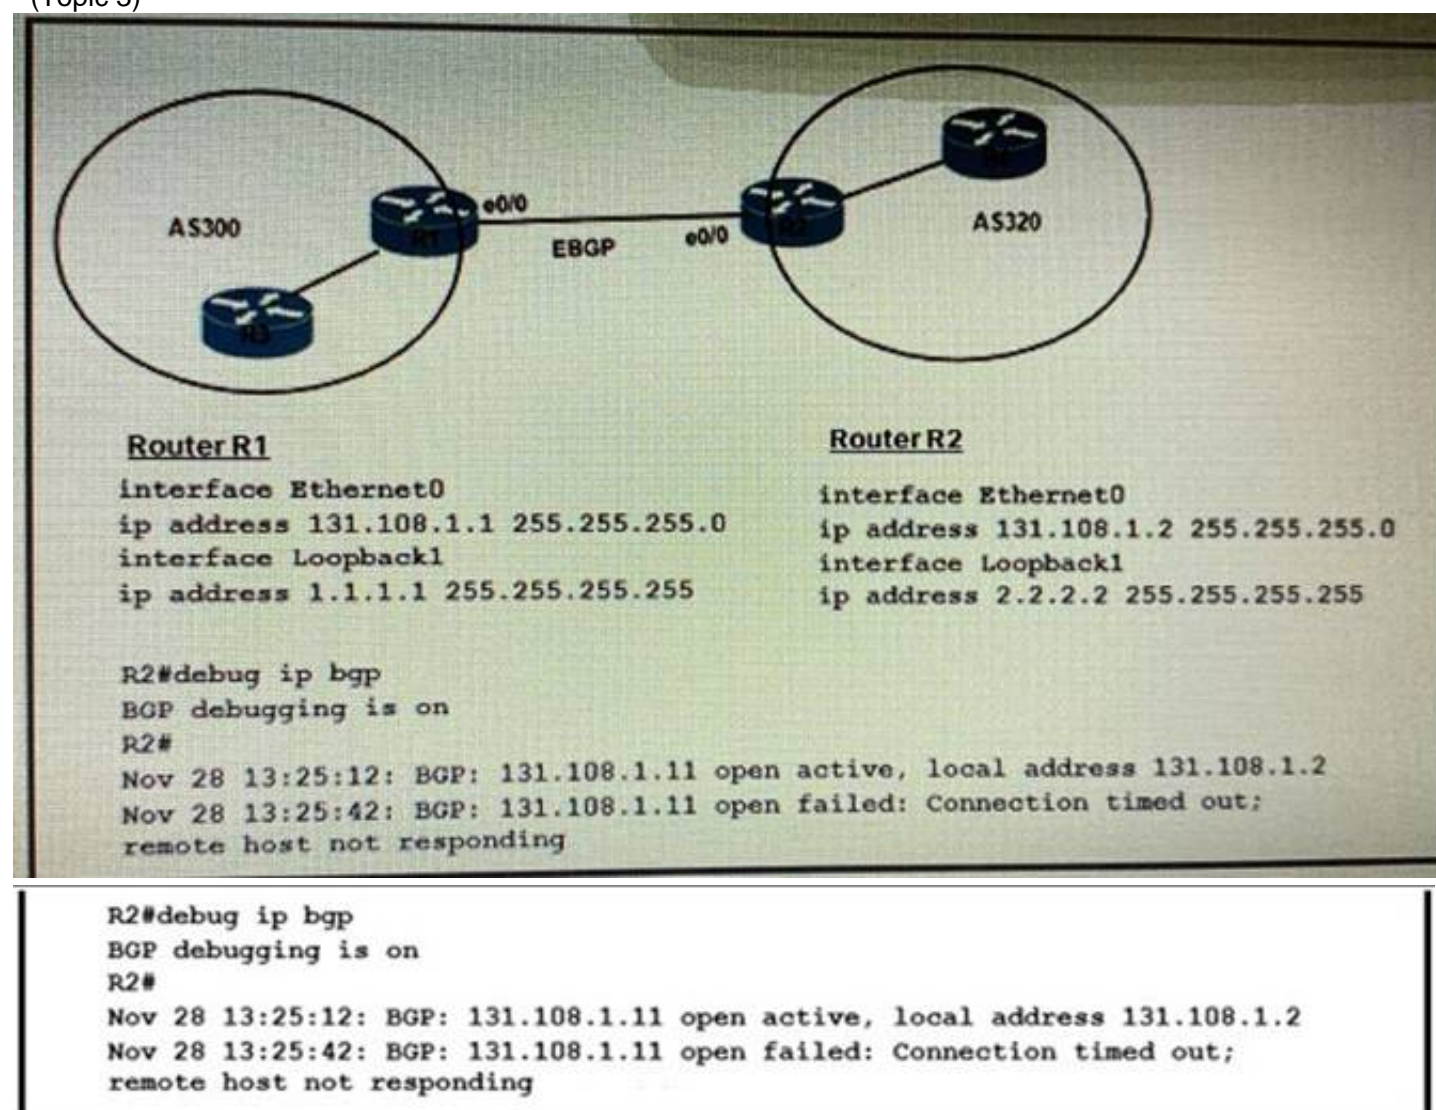 (Topic 3)
e0/0
AS300
R1
EBGP
e0/0
R2
AS320
R3
Router R1
interface Ethernet0
ip address 131.108.1.1 255.255.255.0
interface Loopback1
ip address 1.1.1.1 255.255.255.255
Router R2
interface Ethernet0
ip address 131.108.1.2 255.255.255.0
interface Loopback1
ip address 2.2.2.2 255.255.255.255
R2#debug ip bgp
BGP debugging is on
R2#
Nov 28 13:25:12: BGP: 131.108.1.11 open active, local address 131.108.1.2
Nov 28 13:25:42: BGP: 131.108.1.11 open failed: Connection timed out;
remote host not responding
R2#debug ip bgp
BGP debugging is on
R2#
Nov 28 13:25:12: BGP: 131.108.1.11 open active, local address 131.108.1.2
Nov 28 13:25:42: BGP: 131.108.1.11 open failed: Connection timed out;
remote host not responding